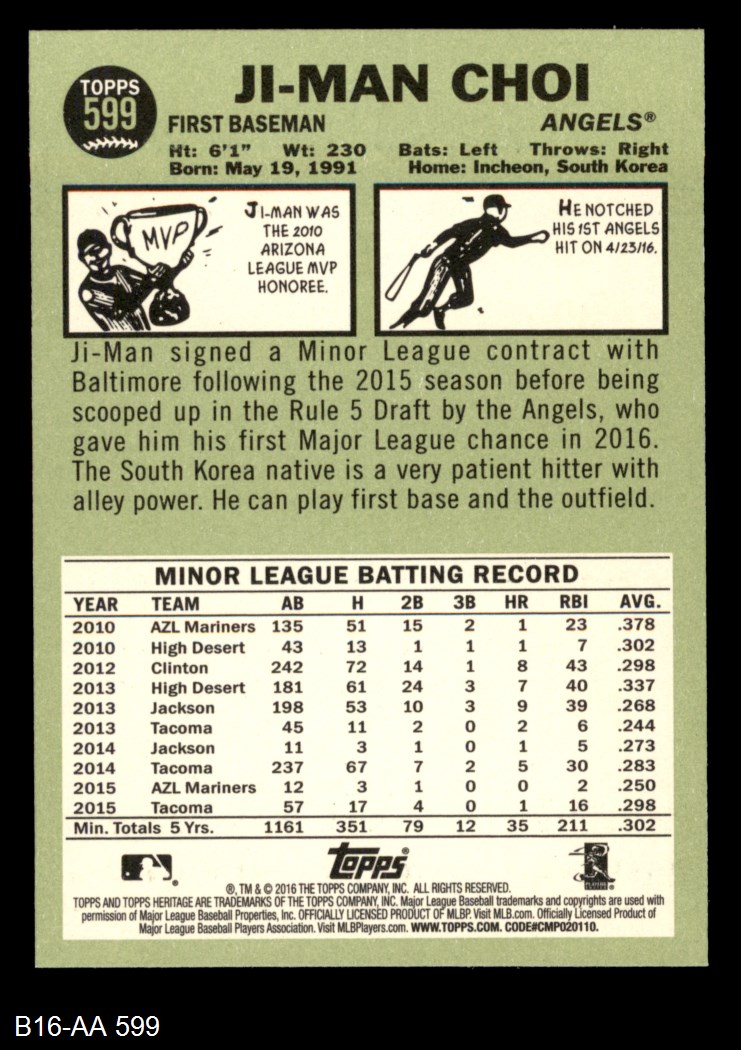 TOPPS
599
JI-MAN CHOI
FIRST BASEMAN ANGELS®
Ht: 6'1" Wt: 230 Bats: Left Throws: Right
Born: May 19, 1991 Home: Incheon, South Korea
MVP
JI-MAN WAS
THE 2010
ARIZONA
LEAGUE MVP
HONOREE.
HE NOTCHED
HIS 1ST ANGELS
HIT ON 4/23/16.
Ji-Man signed a Minor League contract with
Baltimore following the 2015 season before being
scooped up in the Rule 5 Draft by the Angels, who
gave him his first Major League chance in 2016.
The South Korea native is a very patient hitter with
alley power. He can play first base and the outfield.
MINOR LEAGUE BATTING RECORD
YEAR TEAM AB H 2B 3B HR RBI AVG.
2010 AZL Mariners 135 51 15 2 1 23 .378
2010 High Desert 43 13 1 1 1 7 .302
2012 Clinton 242 72 14 1 8 43 .298
2013 High Desert 181 61 24 3 7 40 .337
2013 Jackson 198 53 10 3 9 39 .268
2013 Tacoma 45 11 2 0 2 6 .244
2014 Jackson 11 3 1 0 1 5 .273
2014 Tacoma 237 67 7 2 5 30 .283
2015 AZL Mariners 12 3 1 0 0 2 .250
2015 Tacoma 57 17 4 0 1 16 .298
Min. Totals 5 Yrs. 1161 351 79 12 35 211 .302
Topps®
®, TM & © 2016 THE TOPPS COMPANY, INC. ALL RIGHTS RESERVED.
TOPPS AND TOPPS HERITAGE ARE TRADEMARKS OF THE TOPPS COMPANY, INC. Major League Baseball trademarks and copyrights are used with
permission of Major League Baseball Properties, Inc. OFFICIALLY LICENSED PRODUCT OF MLBP. Visit MLB.com. Officially Licensed Product of
Major League Baseball Players Association. Visit MLBPlayers.com. WWW.TOPPS.COM. CODE#CMP020110.
B16-AA 599